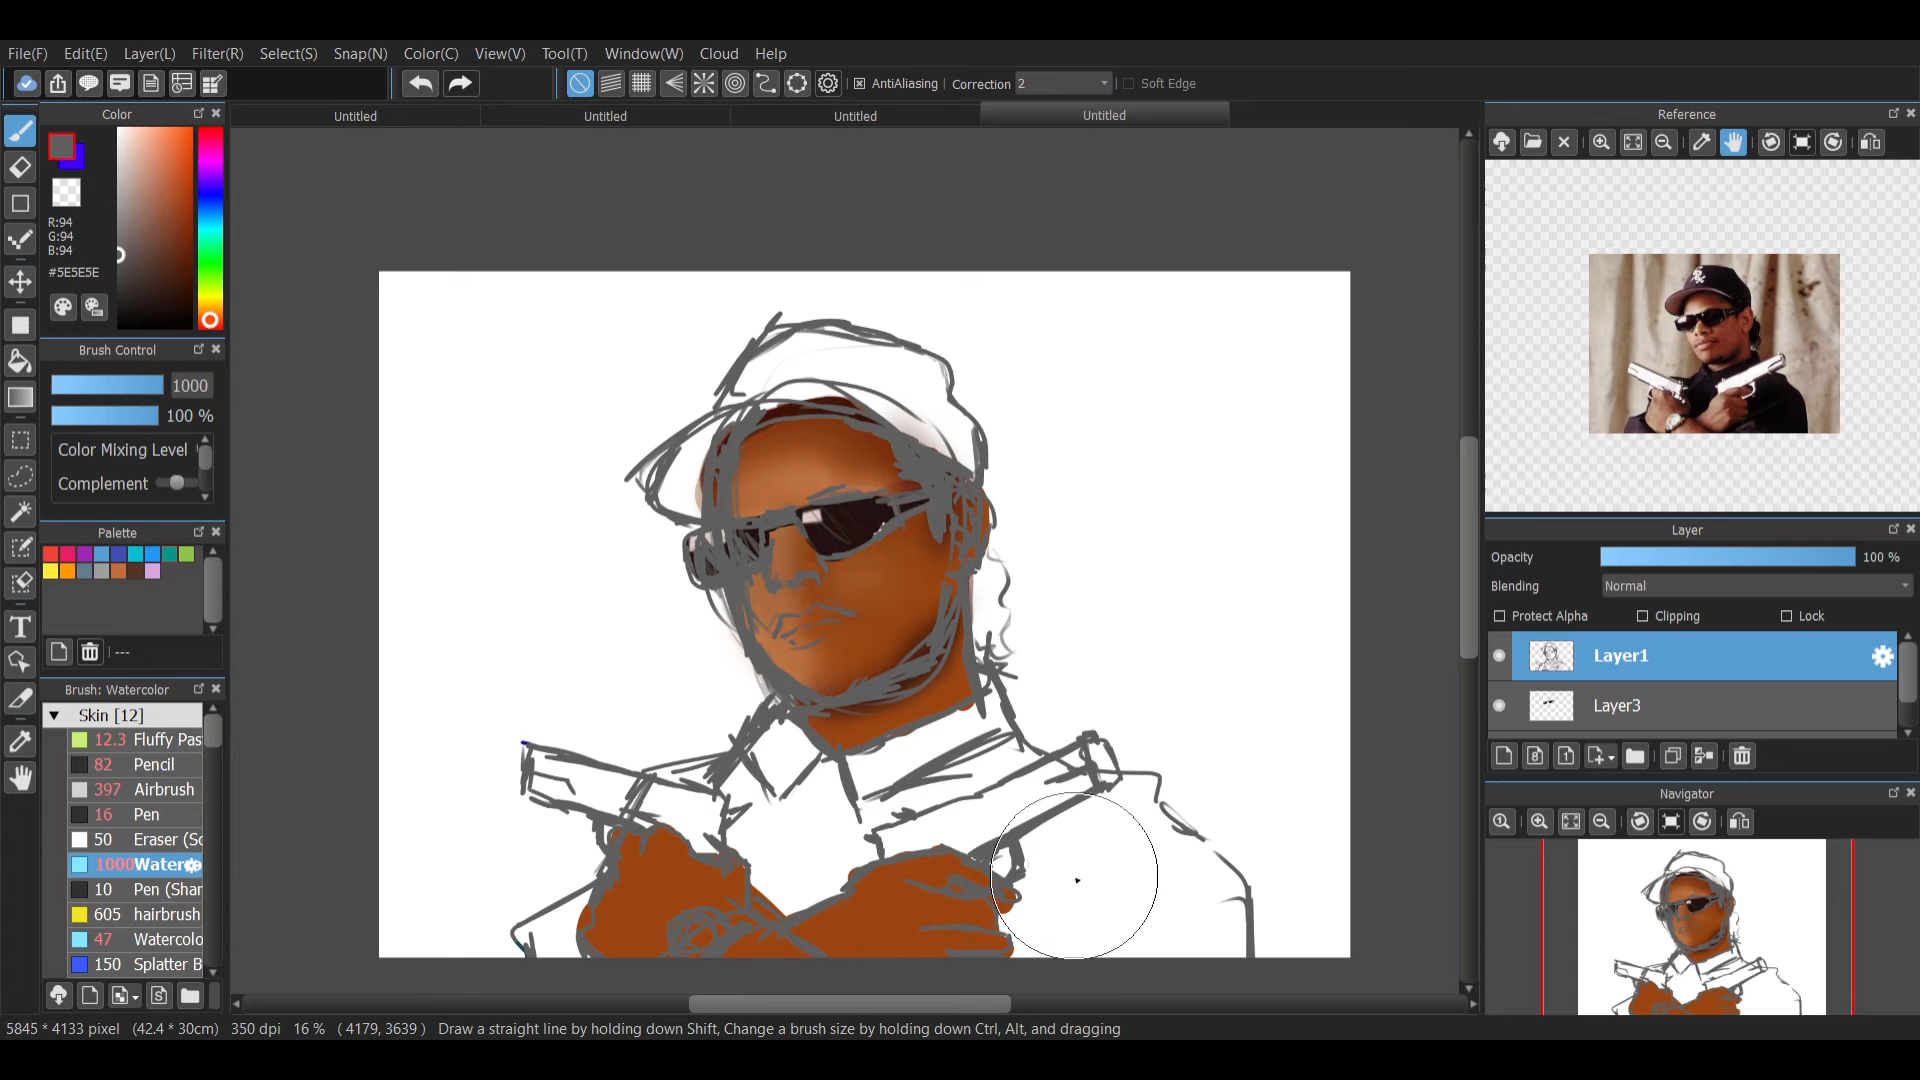 File(F) Edit(E) Layer(L) Filter(R) Select(S) Snap(N) Color(C) View(V) Tool(T) Window(W) Cloud Help
AntiAliasing Correction 2 Soft Edge
Color
Untitled Untitled Untitled Untitled
R:94
G:94
B:94
#5E5E5E
Brush Control
1000
100 %
Color Mixing Level
Complement
Palette
---
Brush: Watercolor
Skin [12]
12.3 Fluffy Pas
82 Pencil
397 Airbrush
16 Pen
50 Eraser (So
1000 Waterc
10 Pen (Shar
605 hairbrush
47 Watercolo
150 Splatter B
Reference
Layer
Opacity 100 %
Blending Normal
Protect Alpha Clipping Lock
Layer1
Layer3
8 1
Navigator
5845 * 4133 pixel (42.4 * 30cm) 350 dpi 16 % ( 4179, 3639 ) Draw a straight line by holding down Shift, Change a brush size by holding down Ctrl, Alt, and dragging